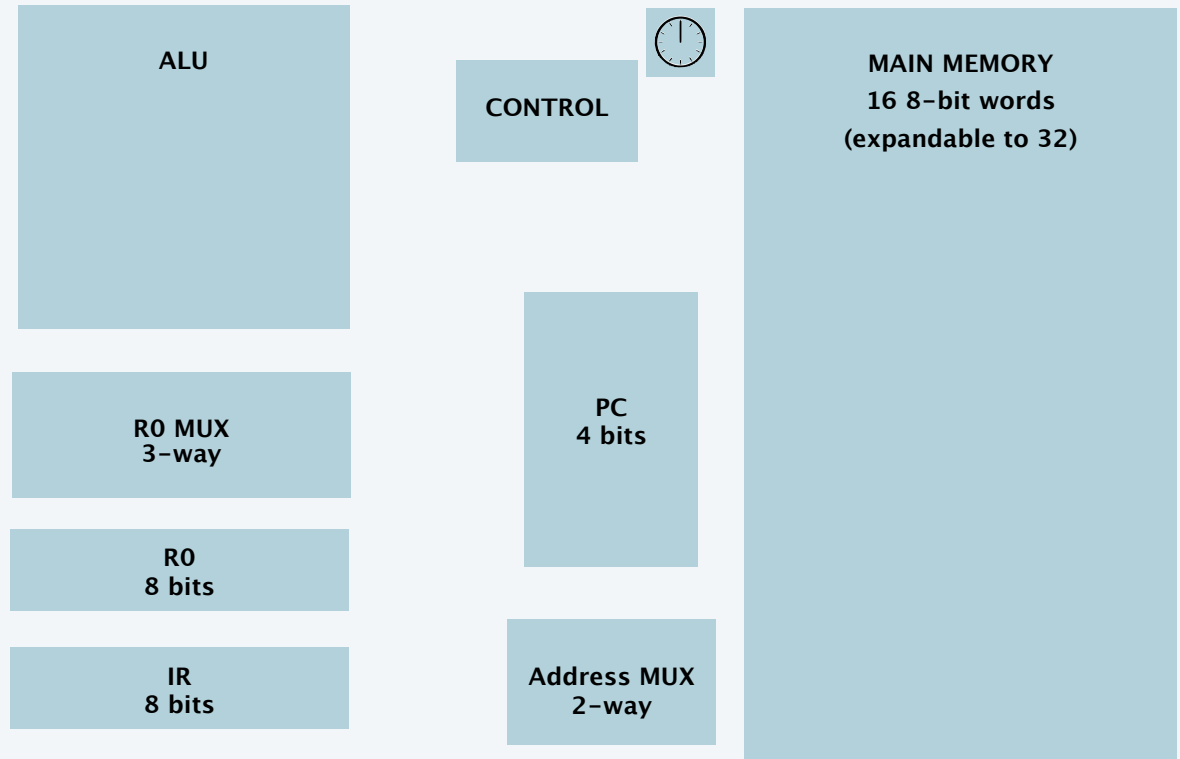 ALU
CONTROL
MAIN MEMORY
16 8-bit words
(expandable to 32)
R0 MUX
3-way
PC
4 bits
R0
8 bits
IR
8 bits
Address MUX
2-way